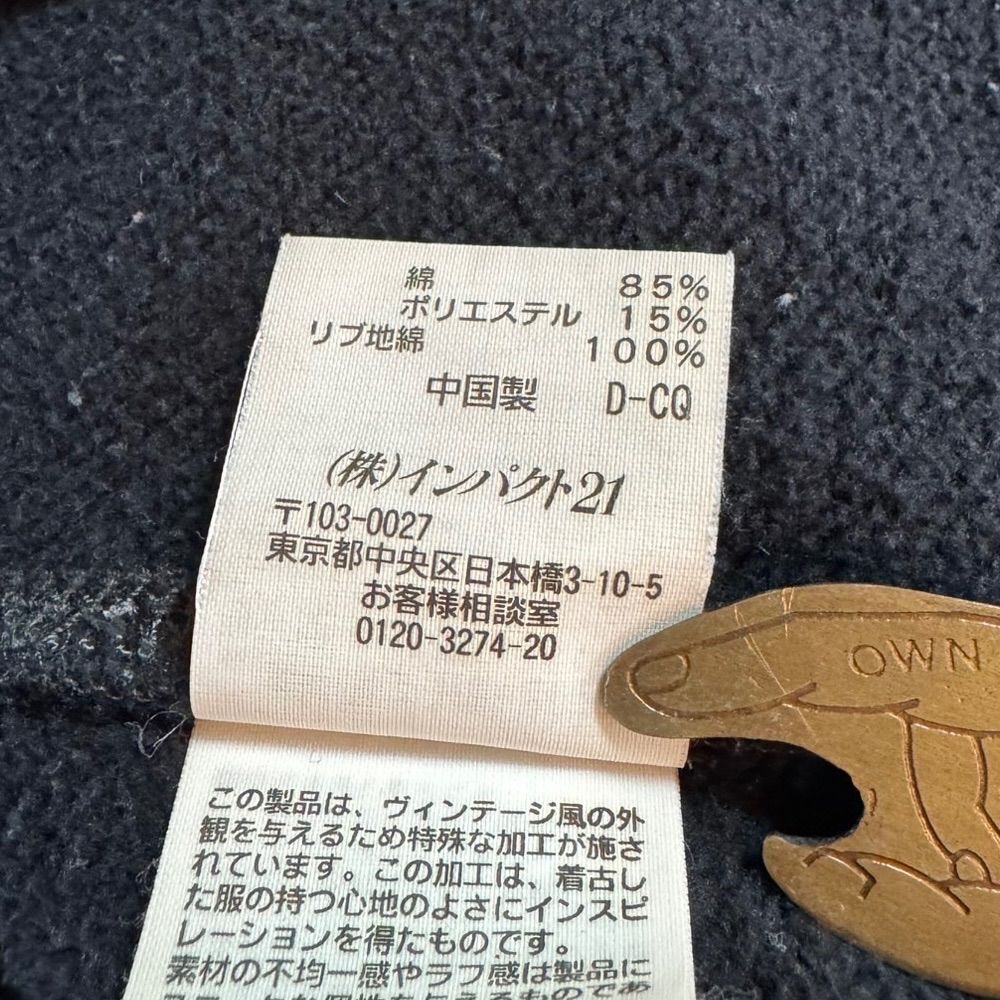 綿 85%
ポリエステル 15%
リブ地綿 100%
中国製 D-CQ
(株)インパクト21
〒103-0027
東京都中央区日本橋3-10-5
お客様相談室
0120-3274-20
OWN
この製品は、ヴィンテージ風の外
観を与えるため特殊な加工が施さ
れています。この加工は、着古し
た服の持つ心地のよさにインスピ
レーションを得たものです。
素材の不均一感やラフ感は製品に